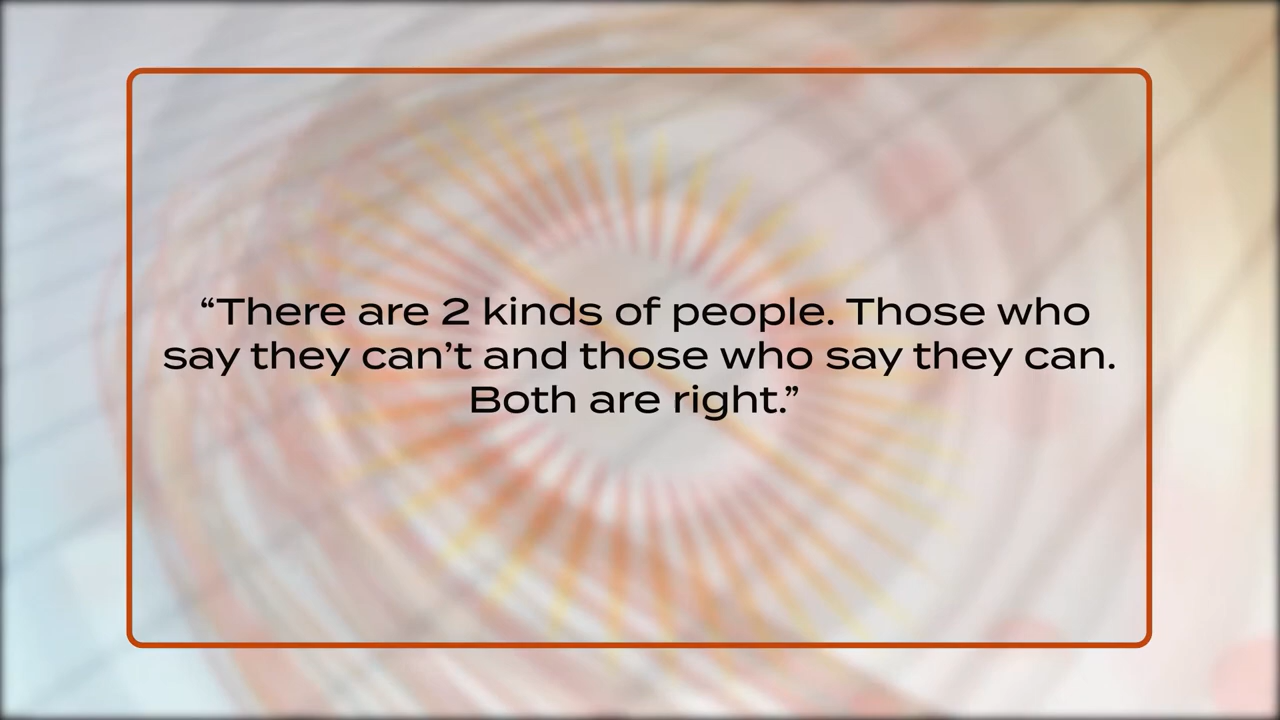 “There are 2 kinds of people. Those who
say they can’t and those who say they can.
Both are right.”